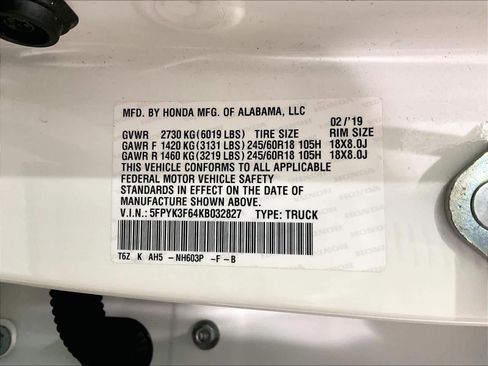 MFD. BY HONDA MFG. OF ALABAMA, LLC 02/'19
GVWR 2730 KG(6019 LBS) TIRE SIZE RIM SIZE
GAWR F 1420 KG(3131 LBS)245/60R18 105H 18X8.0J
GAWR R 1460 KG(3219 LBS)245/60R18 105H 18X8.0J
THIS VEHICLE CONFORMS TO ALL APPLICABLE
FEDERAL MOTOR VEHICLE SAFETY
STANDARDS IN EFFECT ON THE DATE OF
MANUFACTURE SHOWN ABOVE.
V.I.N.: 5FPYK3F64KB032827 TYPE: TRUCK
T6Z K AH5 -NH603P -F-B